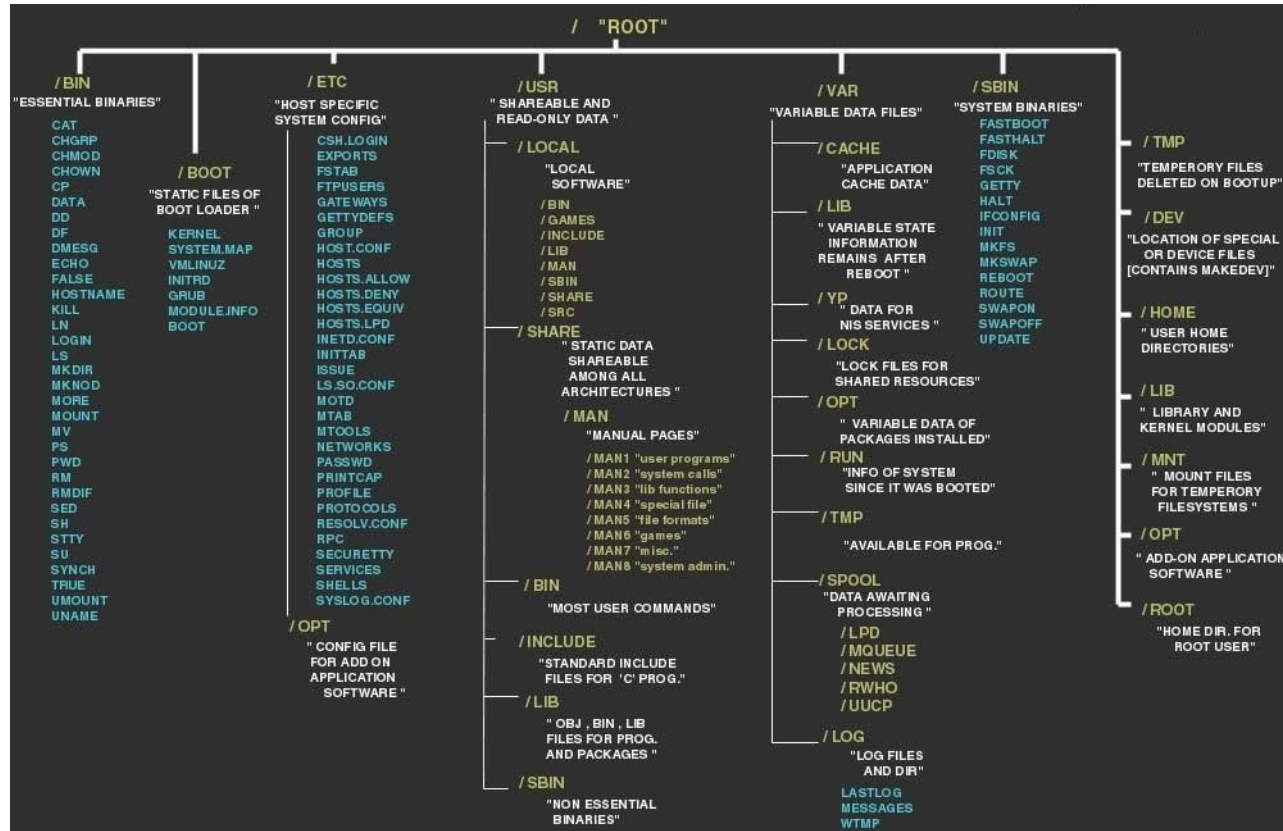 / "ROOT"
/BIN
"ESSENTIAL BINARIES"
CAT
CHGRP
CHMOD
CHOWN
CP
DATA
DD
DF
DMESG
ECHO
FALSE
HOSTNAME
KILL
LN
LOGIN
LS
MKDIR
MKNOD
MORE
MOUNT
MV
PS
PWD
RM
RMDIF
SED
SH
STTY
SU
SYNCH
TRUE
UMOUNT
UNAME
/BOOT
"STATIC FILES OF
BOOT LOADER "
KERNEL
SYSTEM.MAP
VMLINUZ
INITRD
GRUB
MODULE.INFO
BOOT
/ETC
"HOST SPECIFIC
SYSTEM CONFIG"
CSH.LOGIN
EXPORTS
FSTAB
FTPUSERS
GATEWAYS
GETTYDEFS
GROUP
HOST.CONF
HOSTS
HOSTS.ALLOW
HOSTS.DENY
HOSTS.EQUIV
HOSTS.LPD
INETD.CONF
INITTAB
ISSUE
LS.SO.CONF
MOTD
MTAB
MTOOLS
NETWORKS
PASSWD
PRINTCAP
PROFILE
PROTOCOLS
RESOLV.CONF
RPC
SECURETTY
SERVICES
SHELLS
SYSLOG.CONF
/OPT
" CONFIG FILE
FOR ADD ON
APPLICATION
SOFTWARE "
/USR
" SHAREABLE AND
READ-ONLY DATA "
/LOCAL
"LOCAL
SOFTWARE"
/BIN
/GAMES
/INCLUDE
/LIB
/MAN
/SBIN
/SHARE
/SRC
/SHARE
" STATIC DATA
SHAREABLE
AMONG ALL
ARCHITECTURES "
/MAN
"MANUAL PAGES"
/MAN1 "user programs"
/MAN2 "system calls"
/MAN3 "lib functions"
/MAN4 "special file"
/MAN5 "file formats"
/MAN6 "games"
/MAN7 "misc."
/MAN8 "system admin."
/BIN
"MOST USER COMMANDS"
/INCLUDE
"STANDARD INCLUDE
FILES FOR 'C' PROG."
/LIB
" OBJ , BIN , LIB
FILES FOR PROG.
AND PACKAGES "
/SBIN
"NON ESSENTIAL
BINARIES"
/VAR
"VARIABLE DATA FILES"
/CACHE
"APPLICATION
CACHE DATA"
/LIB
" VARIABLE STATE
INFORMATION
REMAINS AFTER
REBOOT "
/YP
" DATA FOR
NIS SERVICES "
/LOCK
"LOCK FILES FOR
SHARED RESOURCES"
/OPT
" VARIABLE DATA OF
PACKAGES INSTALLED"
/RUN
"INFO OF SYSTEM
SINCE IT WAS BOOTED"
/TMP
"AVAILABLE FOR PROG."
/SPOOL
"DATA AWAITING
PROCESSING "
/LPD
/MQUEUE
/NEWS
/RWHO
/UUCP
/LOG
"LOG FILES
AND DIR"
LASTLOG
MESSAGES
WTMP
/SBIN
"SYSTEM BINARIES"
FASTBOOT
FASTHALT
FDISK
FSCK
GETTY
HALT
IFCONFIG
INIT
MKFS
MKSWAP
REBOOT
ROUTE
SWAPON
SWAPOFF
UPDATE
/TMP
"TEMPERORY FILES
DELETED ON BOOTUP"
/DEV
"LOCATION OF SPECIAL
OR DEVICE FILES
[CONTAINS MAKEDEV]
/HOME
" USER HOME
DIRECTORIES"
/LIB
" LIBRARY AND
KERNEL MODULES"
/MNT
" MOUNT FILES
FOR TEMPERORY
FILESYSTEMS "
/OPT
" ADD-ON APPLICATION
SOFTWARE "
/ROOT
"HOME DIR. FOR
ROOT USER"